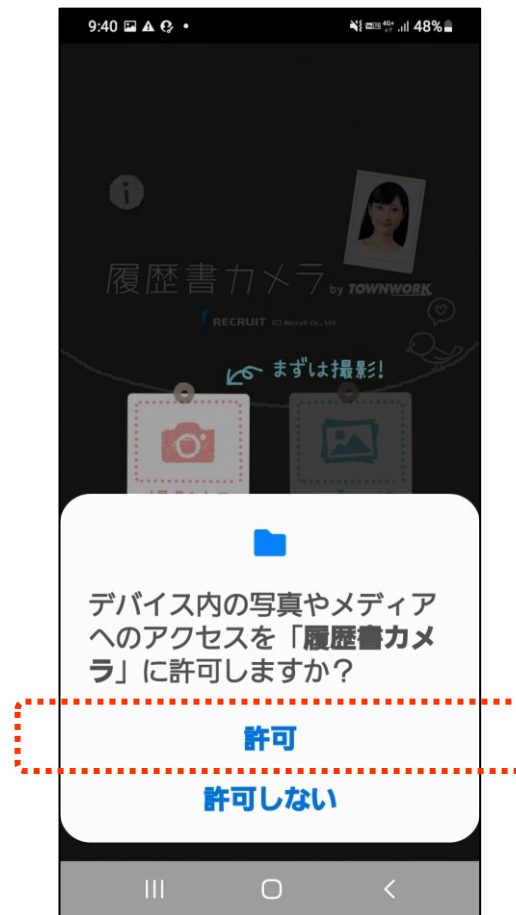 9:40
48%
履歴書カメラ by TOWNWORK
RECRUIT (C) Recruit Co., Ltd.
まずは撮影!
デバイス内の写真やメディア
へのアクセスを「履歴書カメ
ラ」に許可しますか?
許可
許可しない